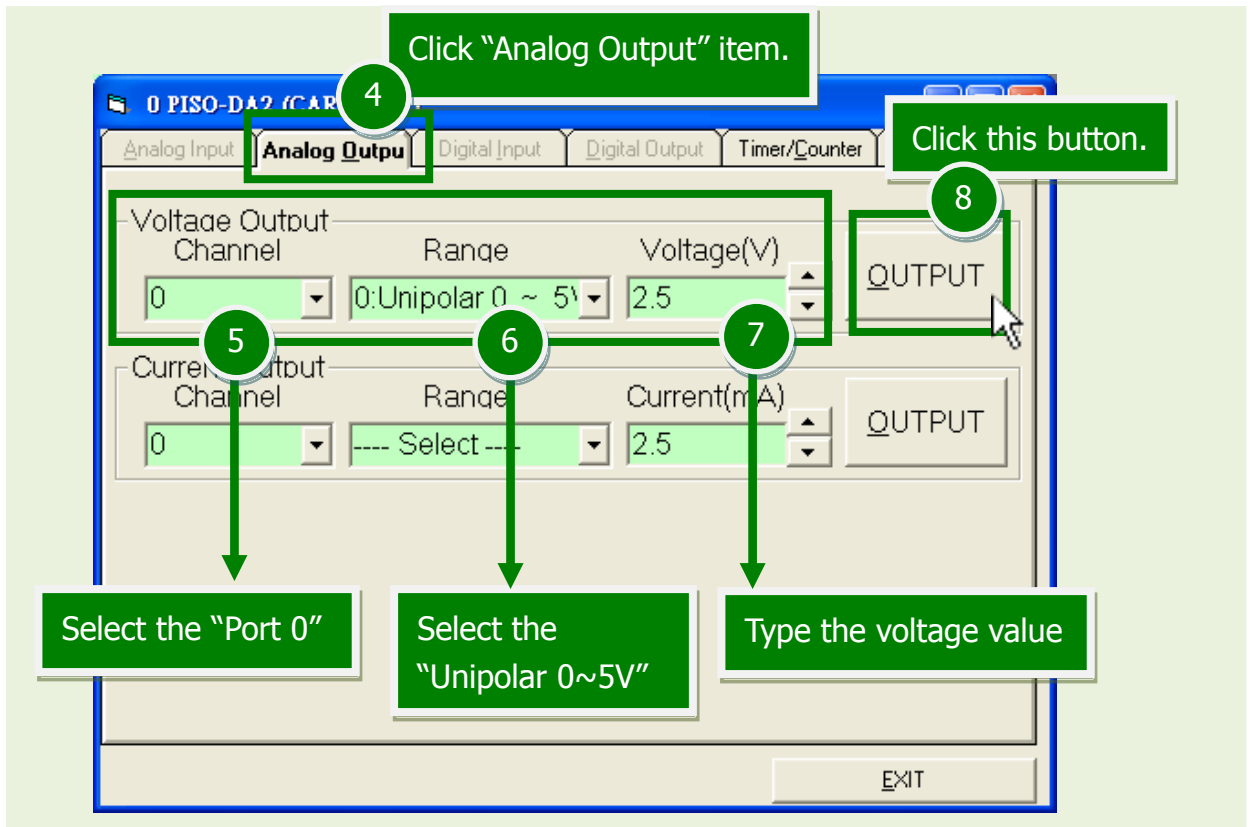 Click “Analog Output” item.
4
0 PISO-DA2 (CAR
Analog Input Analog Outpu Digital Input Digital Output Timer/Counter
Click this button.
8
Voltage Output
Channel Range Voltage(V)
0 0:Unipolar 0 ~ 5V 2.5 OUTPUT
5 6 7
Current Output
Channel Range Current(mA)
0 ---- Select ---- 2.5 OUTPUT
Select the “Port 0”
Select the
“Unipolar 0~5V”
Type the voltage value
EXIT